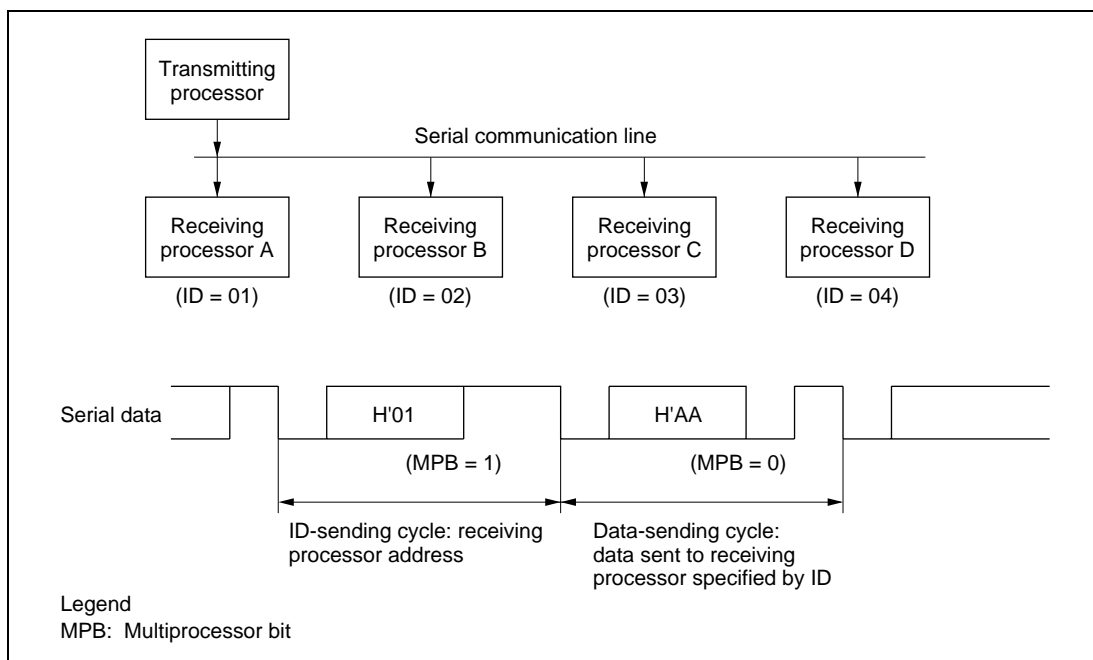 Transmitting
processor
Serial communication line
Receiving
processor A
Receiving
processor B
Receiving
processor C
Receiving
processor D
(ID = 01)
(ID = 02)
(ID = 03)
(ID = 04)
Serial data
H'01
H'AA
(MPB = 1)
(MPB = 0)
ID-sending cycle: receiving
processor address
Data-sending cycle:
data sent to receiving
processor specified by ID
Legend
MPB: Multiprocessor bit